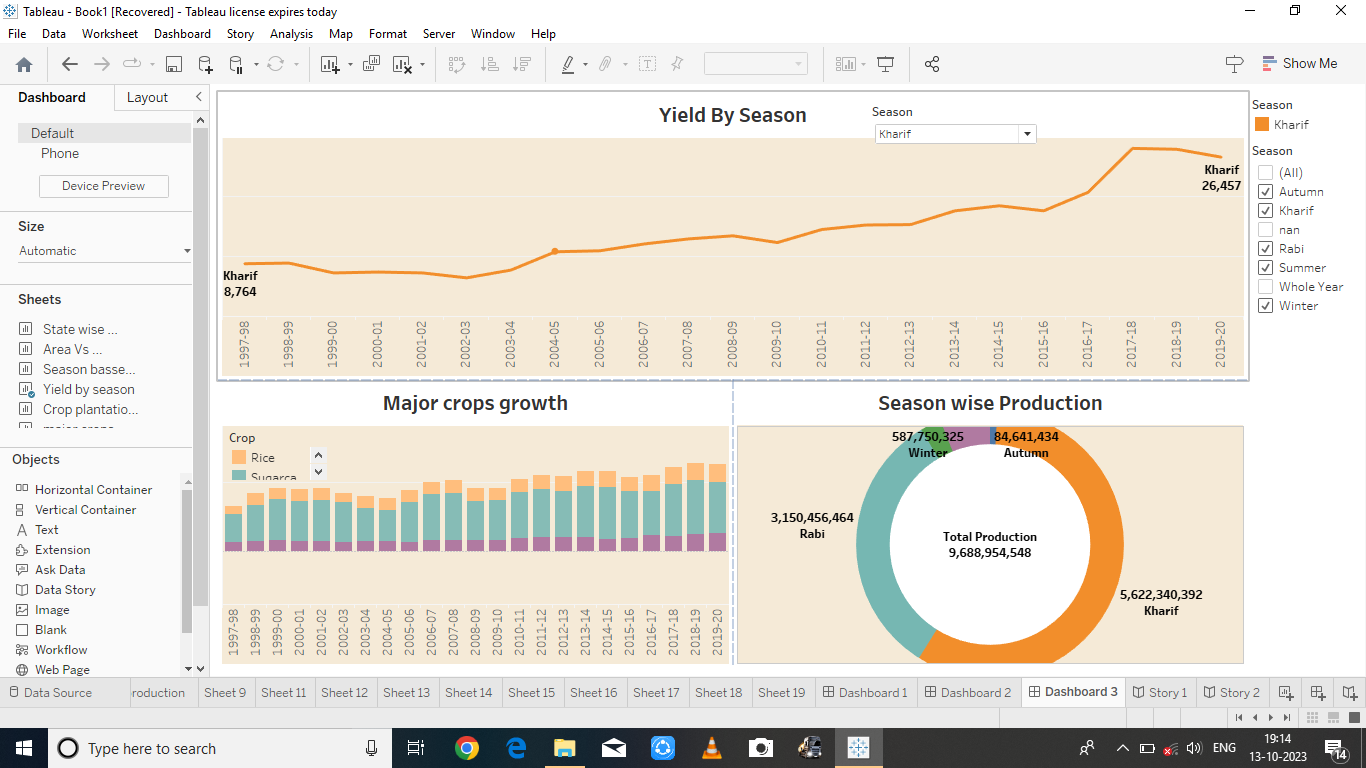 Tableau - Book1 [Recovered] - Tableau license expires today
File Data Worksheet Dashboard Story Analysis Map Format Server Window Help
Show Me
Dashboard Layout
Default
Phone
Device Preview
Size
Automatic
Sheets
State wise ...
Area Vs ...
Season basse...
Yield by season
Crop plantatio...
Objects
Horizontal Container
Vertical Container
Text
Extension
Ask Data
Data Story
Image
Blank
Workflow
Web Page
Yield By Season
Season
Kharif
Kharif
26,457
Kharif
8,764
1997-98 1998-99 1999-00 2000-01 2001-02 2002-03 2003-04 2004-05 2005-06 2006-07 2007-08 2008-09 2009-10 2010-11 2011-12 2012-13 2013-14 2014-15 2015-16 2016-17 2017-18 2018-19 2019-20
Season
Kharif
Season
(All)
Autumn
Kharif
nan
Rabi
Summer
Whole Year
Winter
Major crops growth
Crop
Rice
Sugarca
1997-98 1998-99 1999-00 2000-01 2001-02 2002-03 2003-04 2004-05 2005-06 2006-07 2007-08 2008-09 2009-10 2010-11 2011-12 2012-13 2013-14 2014-15 2015-16 2016-17 2017-18 2018-19 2019-20
Season wise Production
587,750,325
Winter
84,641,434
Autumn
3,150,456,464
Rabi
Total Production
9,688,954,548
5,622,340,392
Kharif
Data Source roduction Sheet 9 Sheet 11 Sheet 12 Sheet 13 Sheet 14 Sheet 15 Sheet 16 Sheet 17 Sheet 18 Sheet 19 Dashboard 1 Dashboard 2 Dashboard 3 Story 1 Story 2
Type here to search
ENG
19:14
13-10-2023
14